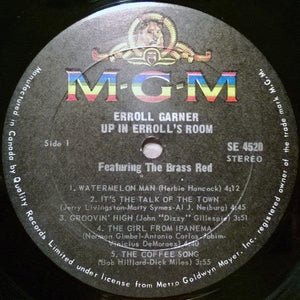 M-G-M
ERROLL GARNER
UP IN ERROLL'S ROOM
Side 1
SE 4520
STEREO
Featuring The Brass Bed
1. WATERMELON MAN (Herbie Hancock) 4:12
2. IT'S THE TALK OF THE TOWN
(Jerry Livingston-Marty Symes-Al J. Neiburg) 4:25
3. GROOVIN' HIGH (John "Dizzy" Gillespie) 3:51
4. THE GIRL FROM IPANEMA
(Norman Gimbel-Antonio Carlos Jobim-
Vinicius DeMoraes) 4:45
5. THE COFFEE SONG
(Bob Hilliard-Dick Miles) 3:55
Manufactured in Canada by Quality Records Limited under license from Metro Goldwyn Mayer, Inc.
of the trade mark M.G.M.